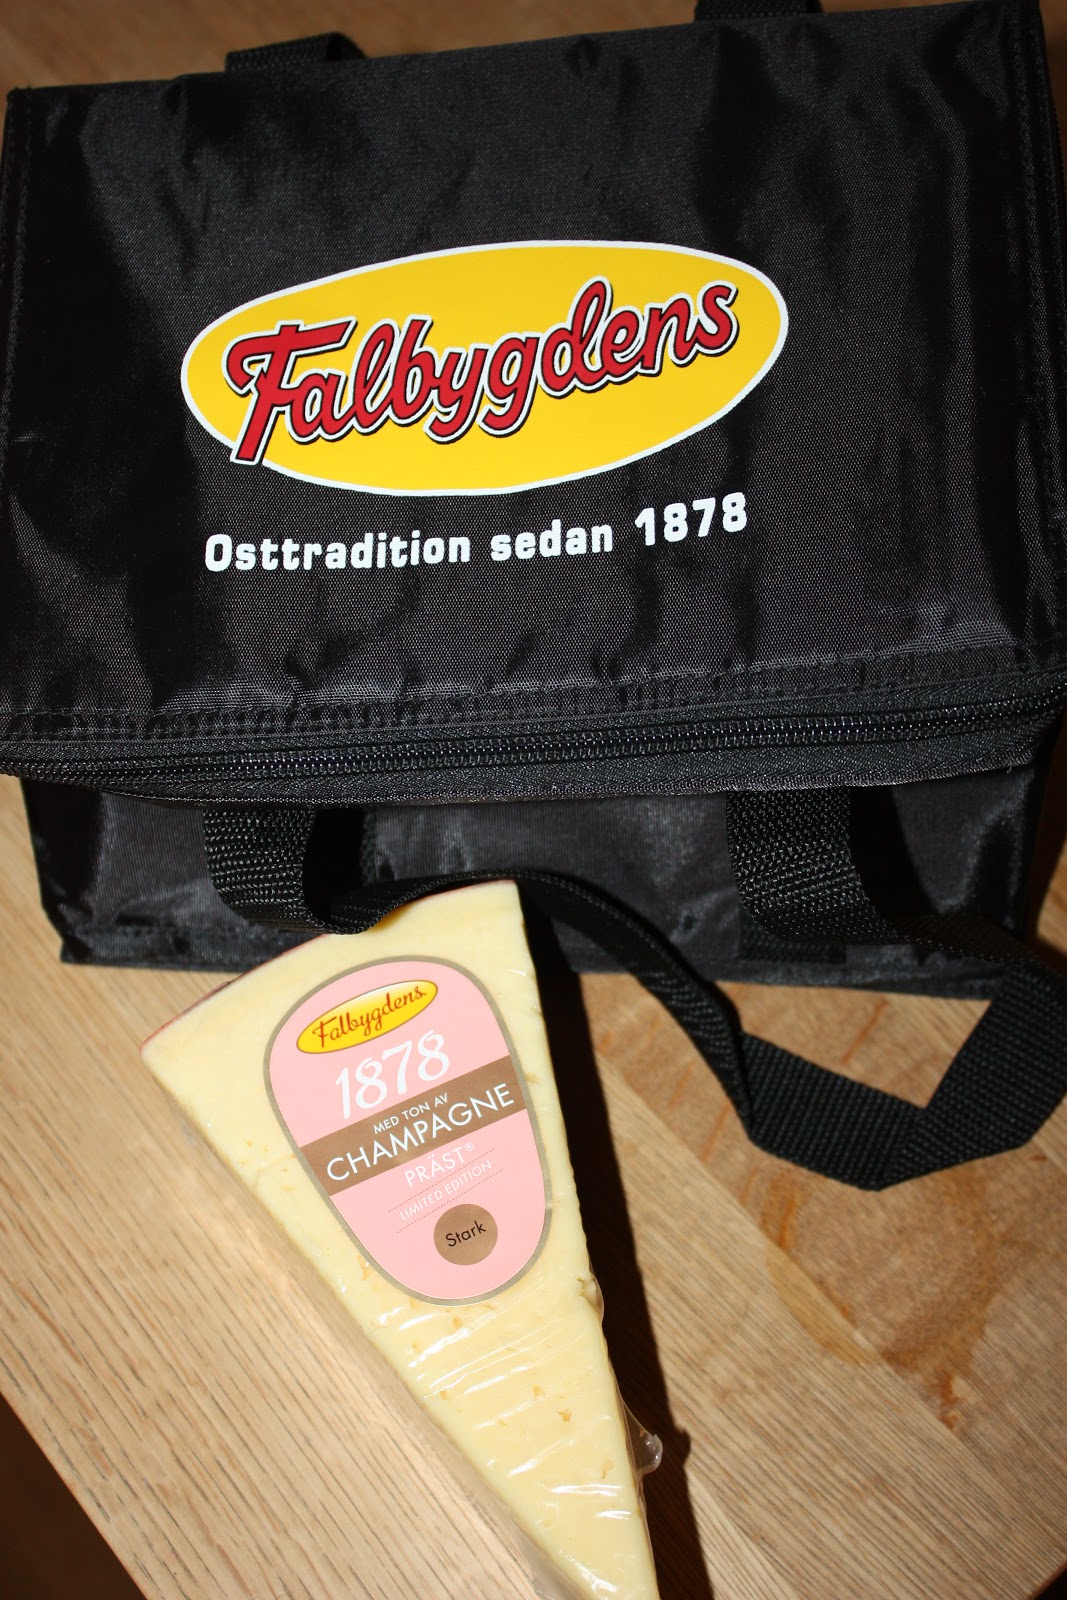 Falbygdens
Osttradition sedan 1878
Falbygdens
1878
MED TON AV
CHAMPAGNE
PRÄST®
LIMITED EDITION
Stark